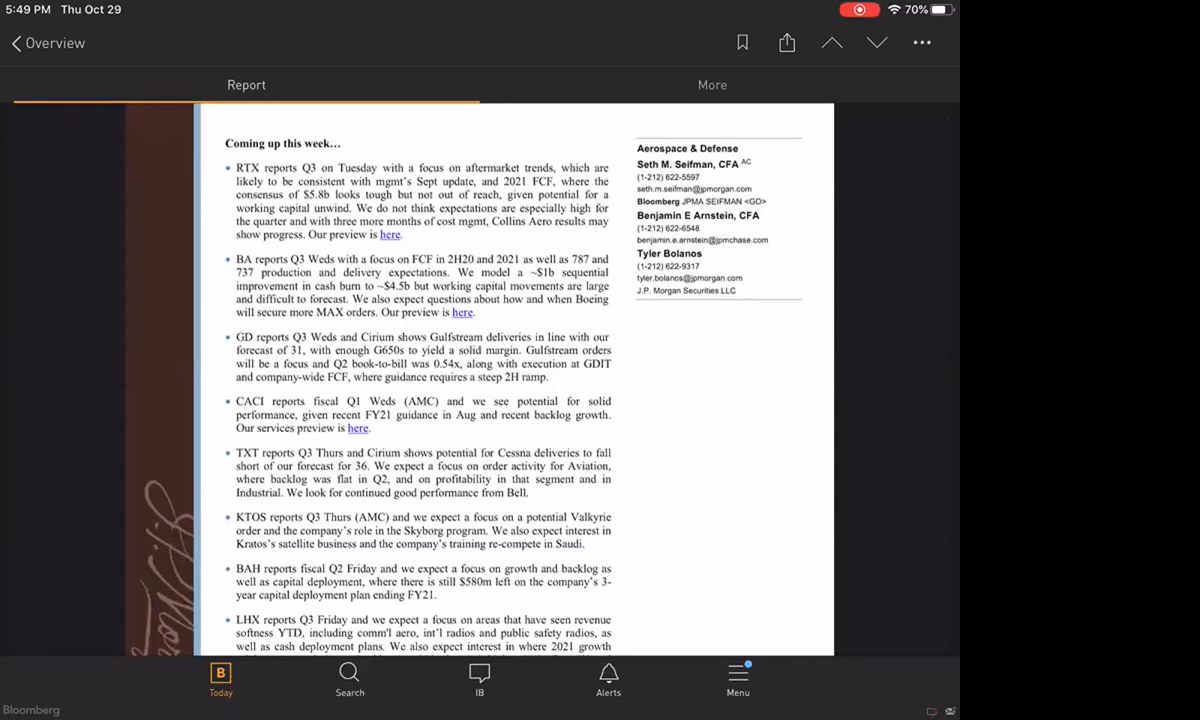 5:49 PM Thu Oct 29
70%
Overview
Report
More
Coming up this week…
• RTX reports Q3 on Tuesday with a focus on aftermarket trends, which are
likely to be consistent with mgmt's Sept update, and 2021 FCF, where the
consensus of $5.8b looks tough but not out of reach, given potential for a
working capital unwind. We do not think expectations are especially high for
the quarter and with three more months of cost mgmt, Collins Aero results may
show progress. Our preview is here.
• BA reports Q3 Weds with a focus on FCF in 2H20 and 2021 as well as 787 and
737 production and delivery expectations. We model a ~$1b sequential
improvement in cash burn to ~$4.5b but working capital movements are large
and difficult to forecast. We also expect questions about how and when Boeing
will secure more MAX orders. Our preview is here.
• GD reports Q3 Weds and Cirium shows Gulfstream deliveries in line with our
forecast of 31, with enough G650s to yield a solid margin. Gulfstream orders
will be a focus and Q2 book-to-bill was 0.54x, along with execution at GDIT
and company-wide FCF, where guidance requires a steep 2H ramp.
• CACI reports fiscal Q1 Weds (AMC) and we see potential for solid
performance, given recent FY21 guidance in Aug and recent backlog growth.
Our services preview is here.
• TXT reports Q3 Thurs and Cirium shows potential for Cessna deliveries to fall
short of our forecast for 36. We expect a focus on order activity for Aviation,
where backlog was flat in Q2, and on profitability in that segment and in
Industrial. We look for continued good performance from Bell.
• KTOS reports Q3 Thurs (AMC) and we expect a focus on a potential Valkyrie
order and the company's role in the Skyborg program. We also expect interest in
Kratos's satellite business and the company's training re-compete in Saudi.
• BAH reports fiscal Q2 Friday and we expect a focus on growth and backlog as
well as capital deployment, where there is still $580m left on the company's 3-
year capital deployment plan ending FY21.
• LHX reports Q3 Friday and we expect a focus on areas that have seen revenue
softness YTD, including comm'l aero, int'l radios and public safety radios, as
well as cash deployment plans. We also expect interest in where 2021 growth
Aerospace & Defense
Seth M. Seifman, CFA AC
(1-212) 622-5597
seth.m.seifman@jpmorgan.com
Bloomberg JPMA SEIFMAN <GO>
Benjamin E Arnstein, CFA
(1-212) 622-6548
benjamin.e.arnstein@jpmchase.com
Tyler Bolanos
(1-212) 622-9317
tyler.bolanos@jpmorgan.com
J.P. Morgan Securities LLC
J.P. Mor
B
Today
Search
IB
Alerts
Menu
Bloomberg